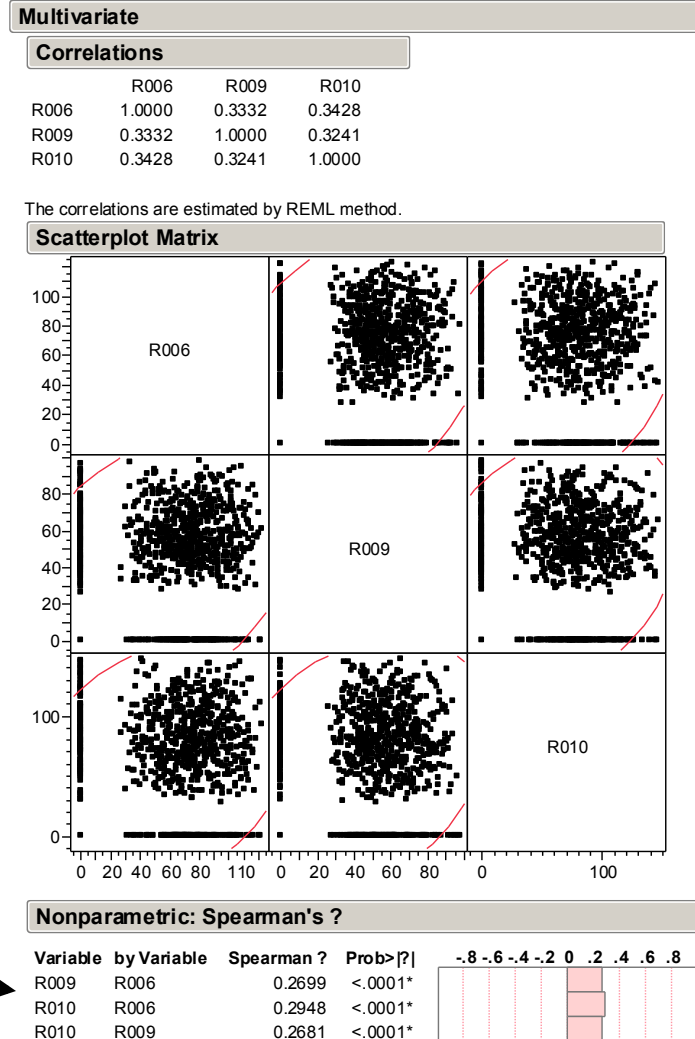 Multivariate
Correlations
R006 R009 R010
R006 1.0000 0.3332 0.3428
R009 0.3332 1.0000 0.3241
R010 0.3428 0.3241 1.0000
The correlations are estimated by REML method.
Scatterplot Matrix
100
80
60
40
20
0
R006
80
60
40
20
0
R009
100
0
R010
0 20 40 60 80 110 0 20 40 60 80 0 100
Nonparametric: Spearman's ?
Variable by Variable Spearman ? Prob>|?| -.8 -.6 -.4 -.2 0 .2 .4 .6 .8
R009 R006 0.2699 <.0001*
R010 R006 0.2948 <.0001*
R010 R009 0.2681 <.0001*